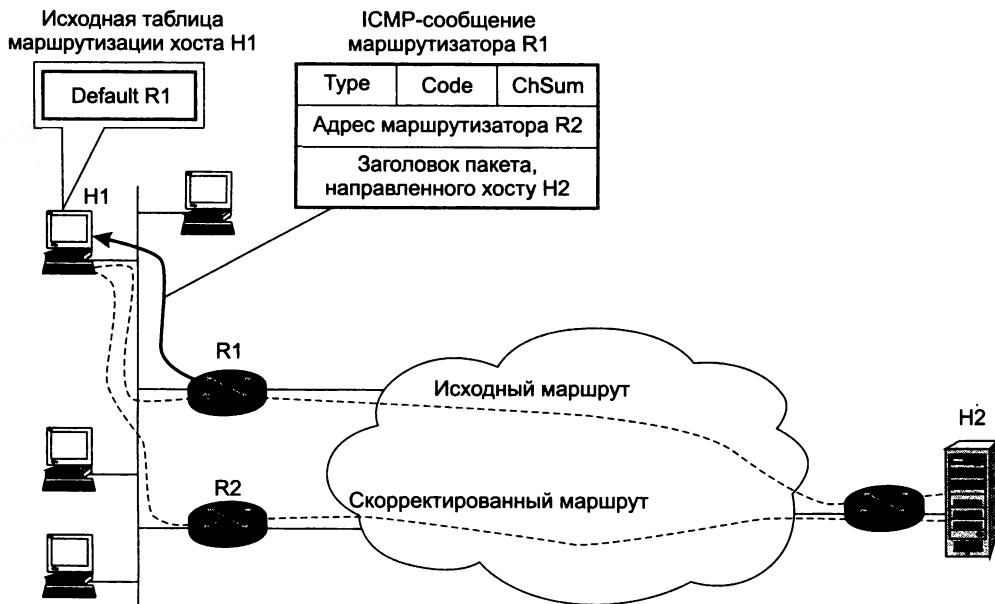 Исходная таблица
маршрутизации хоста H1
Default R1
ICMP-сообщение
маршрутизатора R1
Type Code ChSum
Адрес маршрутизатора R2
Заголовок пакета,
направленного хосту H2
H1
R1
Исходный маршрут
H2
R2
Скорректированный маршрут